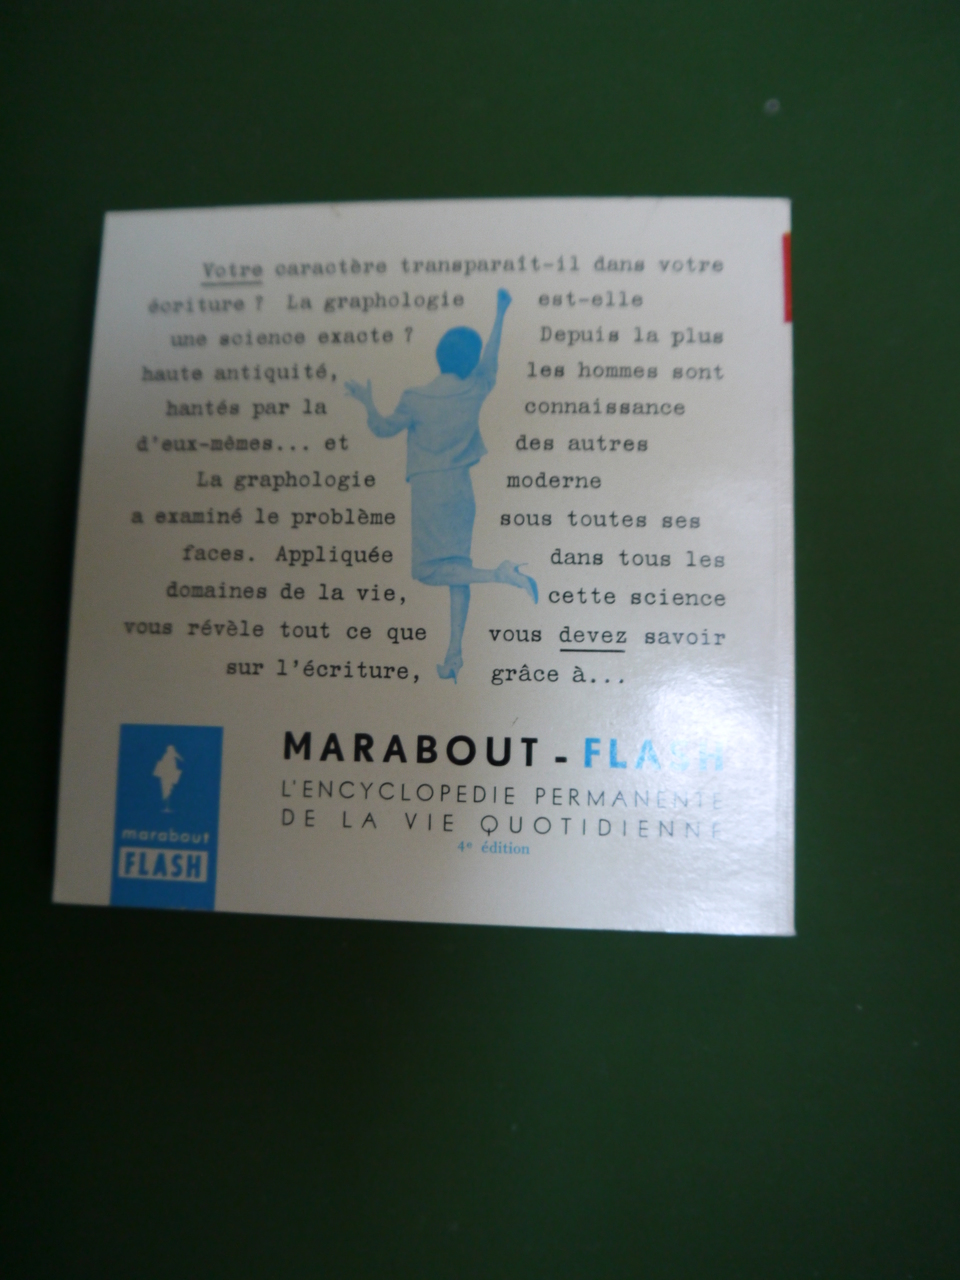 Votre caractère transparaît-il dans votre
écriture ? La graphologie est-elle
une science exacte ? Depuis la plus
haute antiquité, les hommes sont
hantés par la connaissance
d'eux-mêmes... et des autres
La graphologie moderne
a examiné le problème sous toutes ses
faces. Appliquée dans tous les
domaines de la vie, cette science
vous révèle tout ce que vous devez savoir
sur l'écriture, grâce à...
MARABOUT - FLASH
L'ENCYCLOPEDIE PERMANENTE
DE LA VIE QUOTIDIENNE
4e édition
marabout
FLASH